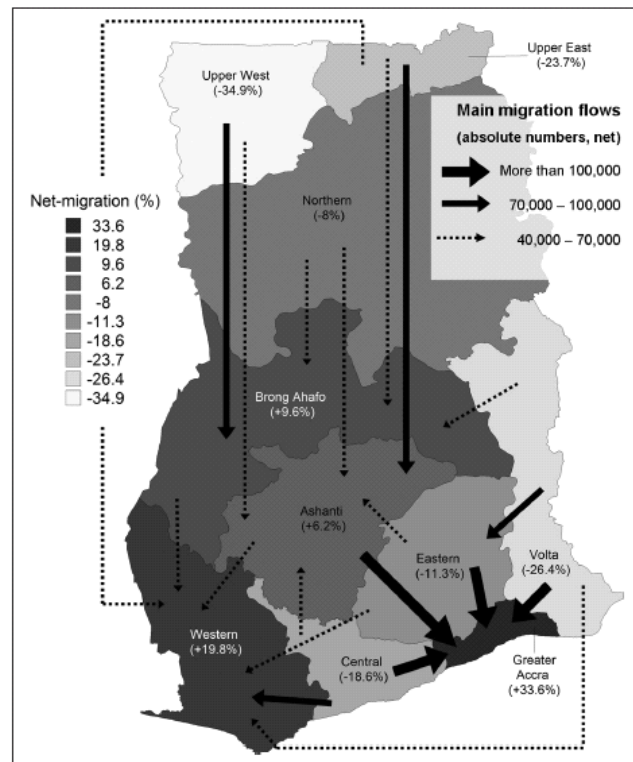 Upper East
(-23.7%)
Upper West
(-34.9%)
Main migration flows
(absolute numbers, net)
More than 100,000
70,000 – 100,000
40,000 – 70,000
Net-migration (%)
33.6
19.8
9.6
6.2
-8
-11.3
-18.6
-23.7
-26.4
-34.9
Northern
(-8%)
Brong Ahafo
(+9.6%)
Ashanti
(+6.2%)
Eastern
(-11.3%)
Volta
(-26.4%)
Western
(+19.8%)
Central
(-18.6%)
Greater
Accra
(+33.6%)